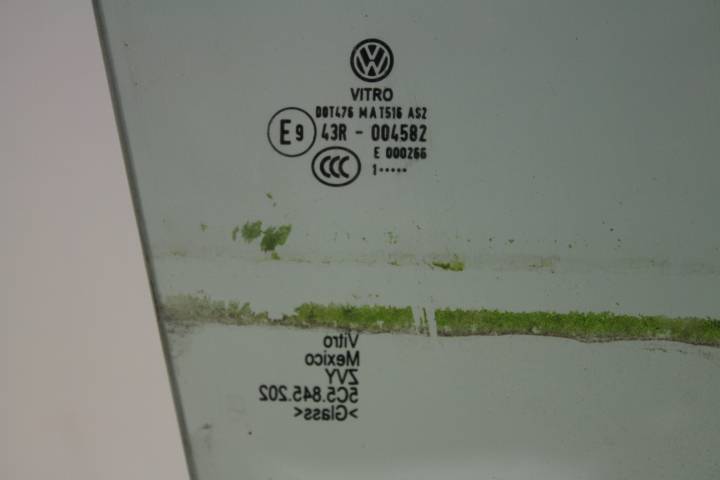 VITRO
DOT476 MAT516 AS2
E9 43R - 004582
E 000266
CCC
1·····
Vitro
Mexico
ZVY
5C5.845.202
>Glass<